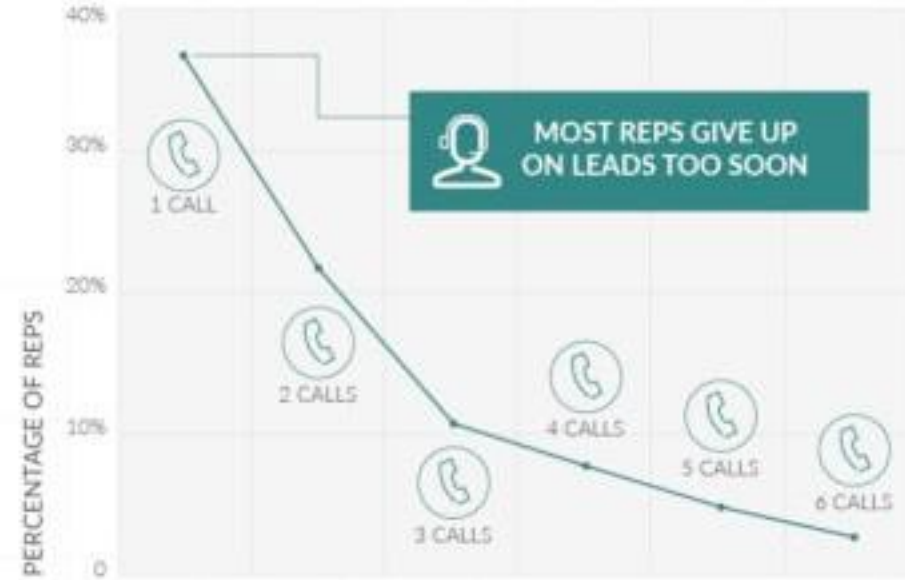 40%
MOST REPS GIVE UP
ON LEADS TOO SOON
30%
1 CALL
20%
2 CALLS
PERCENTAGE OF REPS
10%
4 CALLS
5 CALLS
6 CALLS
3 CALLS
0